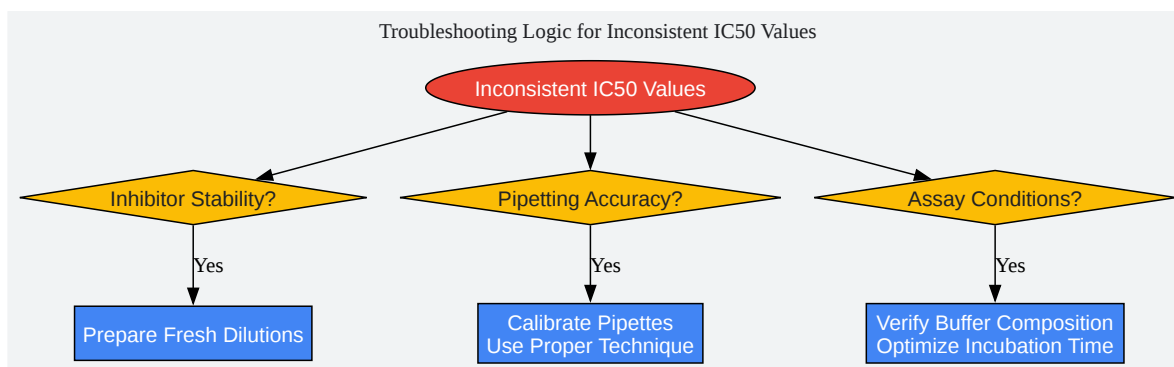 Troubleshooting Logic for Inconsistent IC50 Values
Inconsistent IC50 Values
Inhibitor Stability?
Pipetting Accuracy?
Assay Conditions?
Yes
Yes
Yes
Prepare Fresh Dilutions
Calibrate Pipettes
Use Proper Technique
Verify Buffer Composition
Optimize Incubation Time